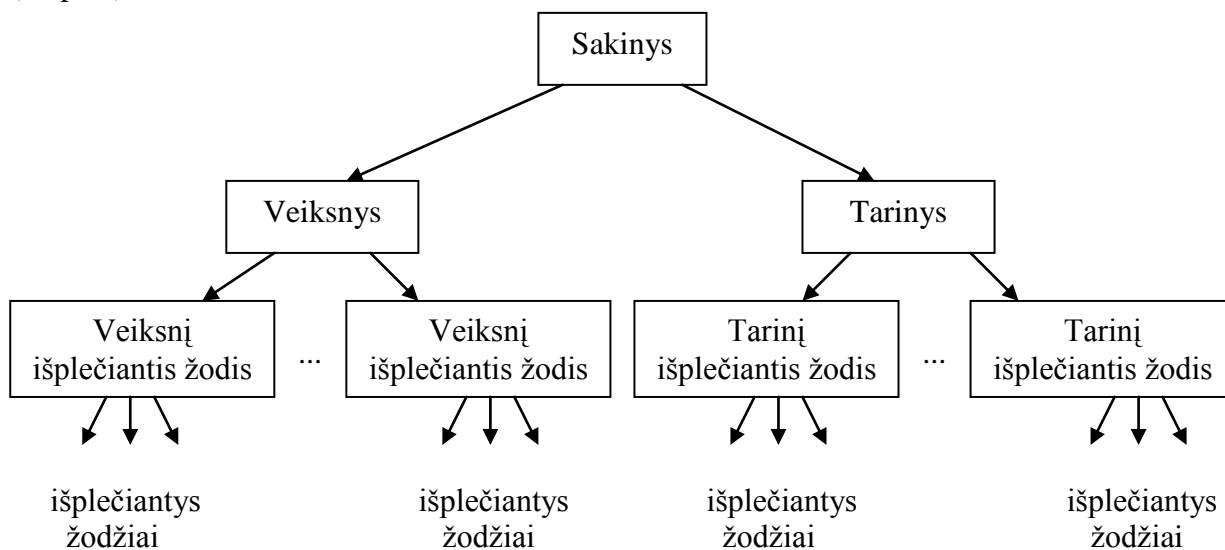 Sakinys
Veiksnys
Tarinys
Veiksnį
išplečiantis žodis
...
Veiksnį
išplečiantis žodis
Tarinį
išplečiantis žodis
...
Tarinį
išplečiantis žodis
išplečiantys
žodžiai
išplečiantys
žodžiai
išplečiantys
žodžiai
išplečiantys
žodžiai